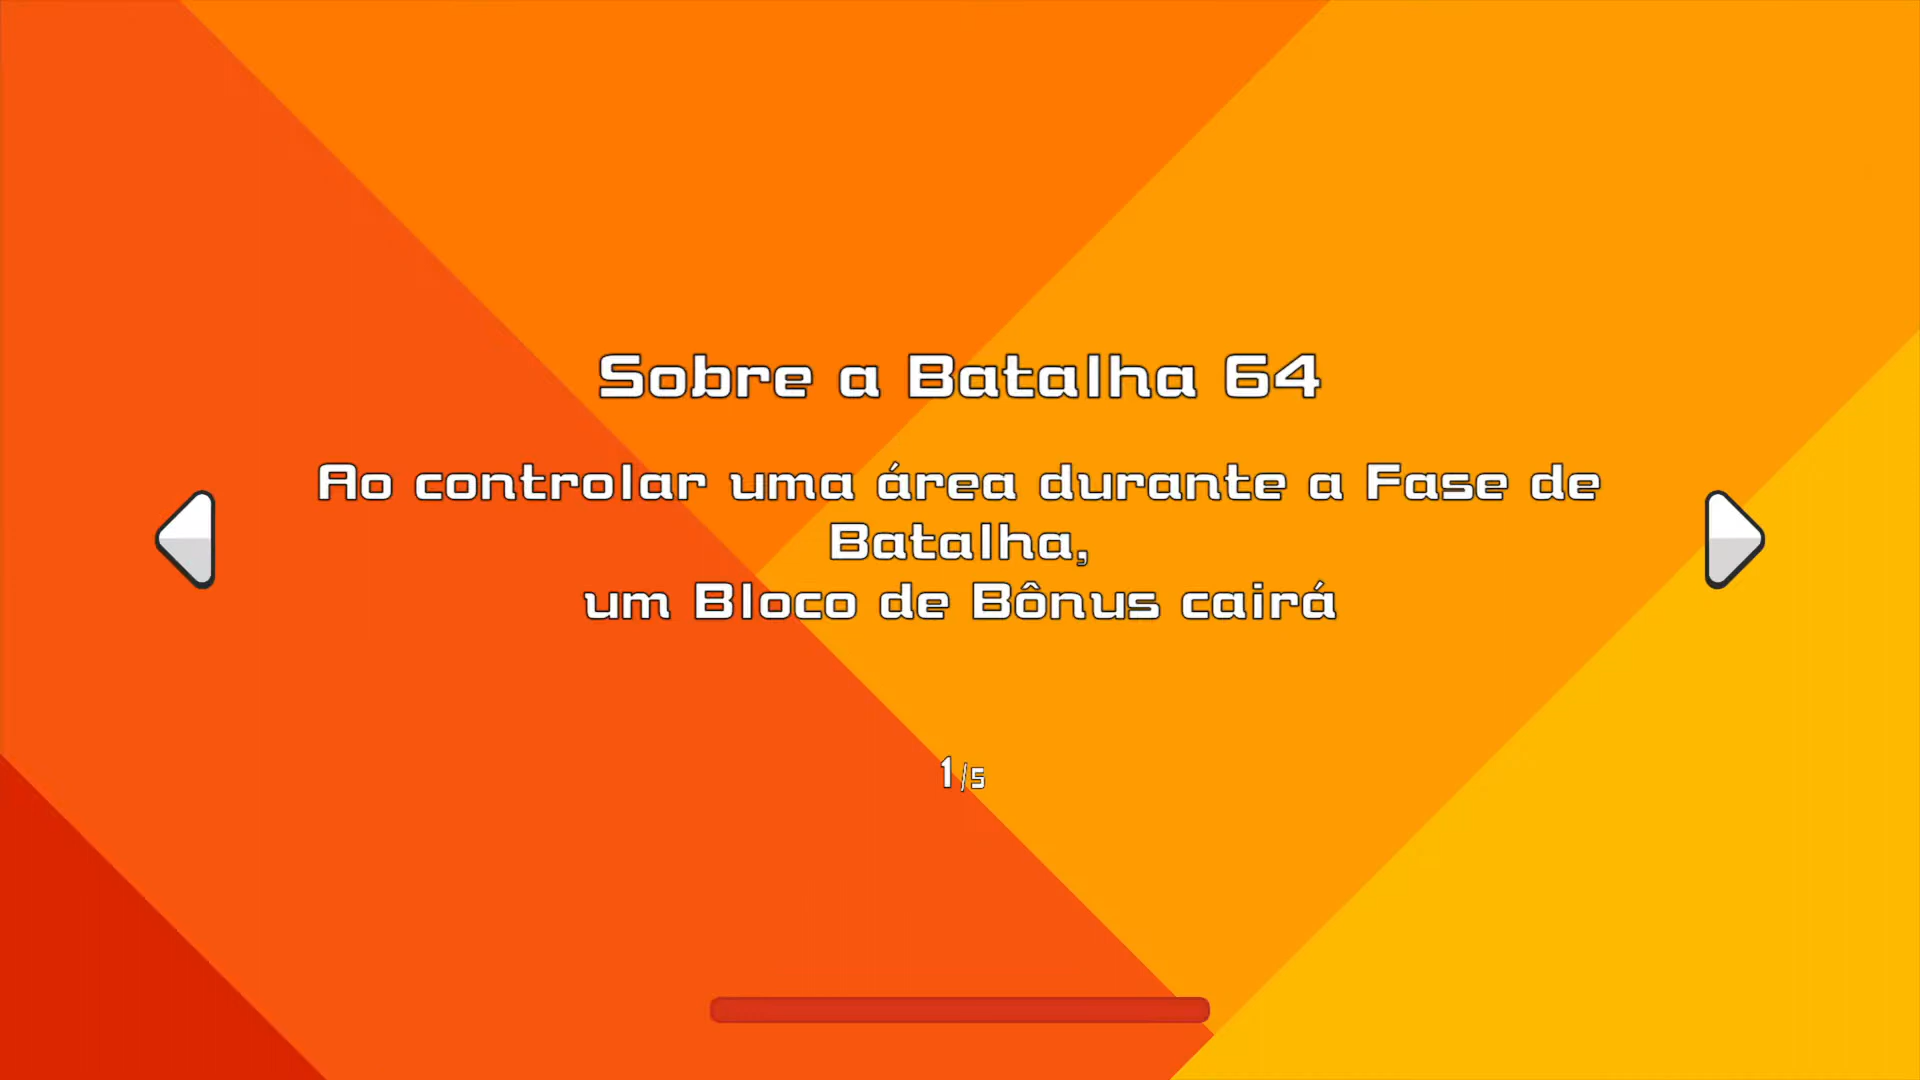 Sobre a Batalha 64
Ao controlar uma área durante a Fase de
Batalha,
um Bloco de Bônus cairá
1/5